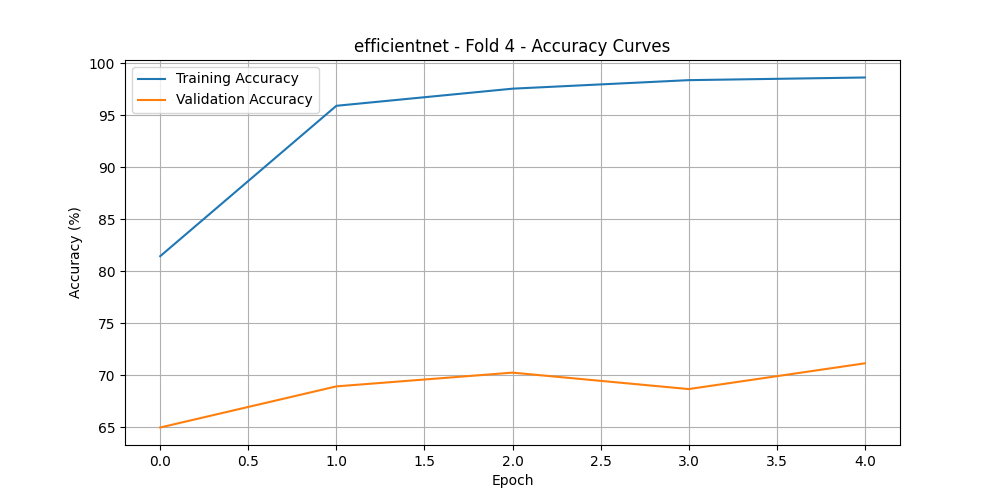 efficientnet - Fold 4 - Accuracy Curves
Training Accuracy
Validation Accuracy
Accuracy (%)
100
95
90
85
80
75
70
65
0.0 0.5 1.0 1.5 2.0 2.5 3.0 3.5 4.0
Epoch